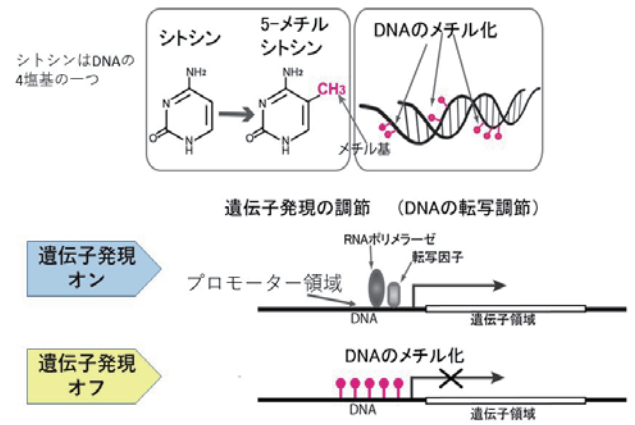 シトシンはDNAの
4塩基の一つ
シトシン
5-メチル
シトシン
NH₂
N
O
N
H
NH₂
CH3
N
O
N
H
メチル基
DNAのメチル化
遺伝子発現の調節 (DNAの転写調節)
遺伝子発現
オン
RNAポリメラーゼ
転写因子
プロモーター領域
DNA
遺伝子領域
遺伝子発現
オフ
DNAのメチル化
DNA
遺伝子領域